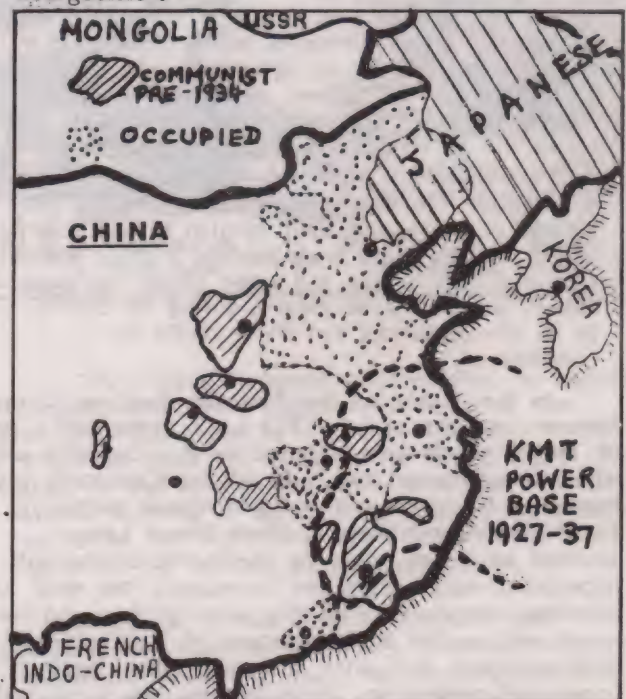 MONGOLIA
USSR
COMMUNIST
PRE-1934
OCCUPIED
JAPANESE
CHINA
KOREA
KMT
POWER
BASE
1927-37
FRENCH
INDO-CHINA